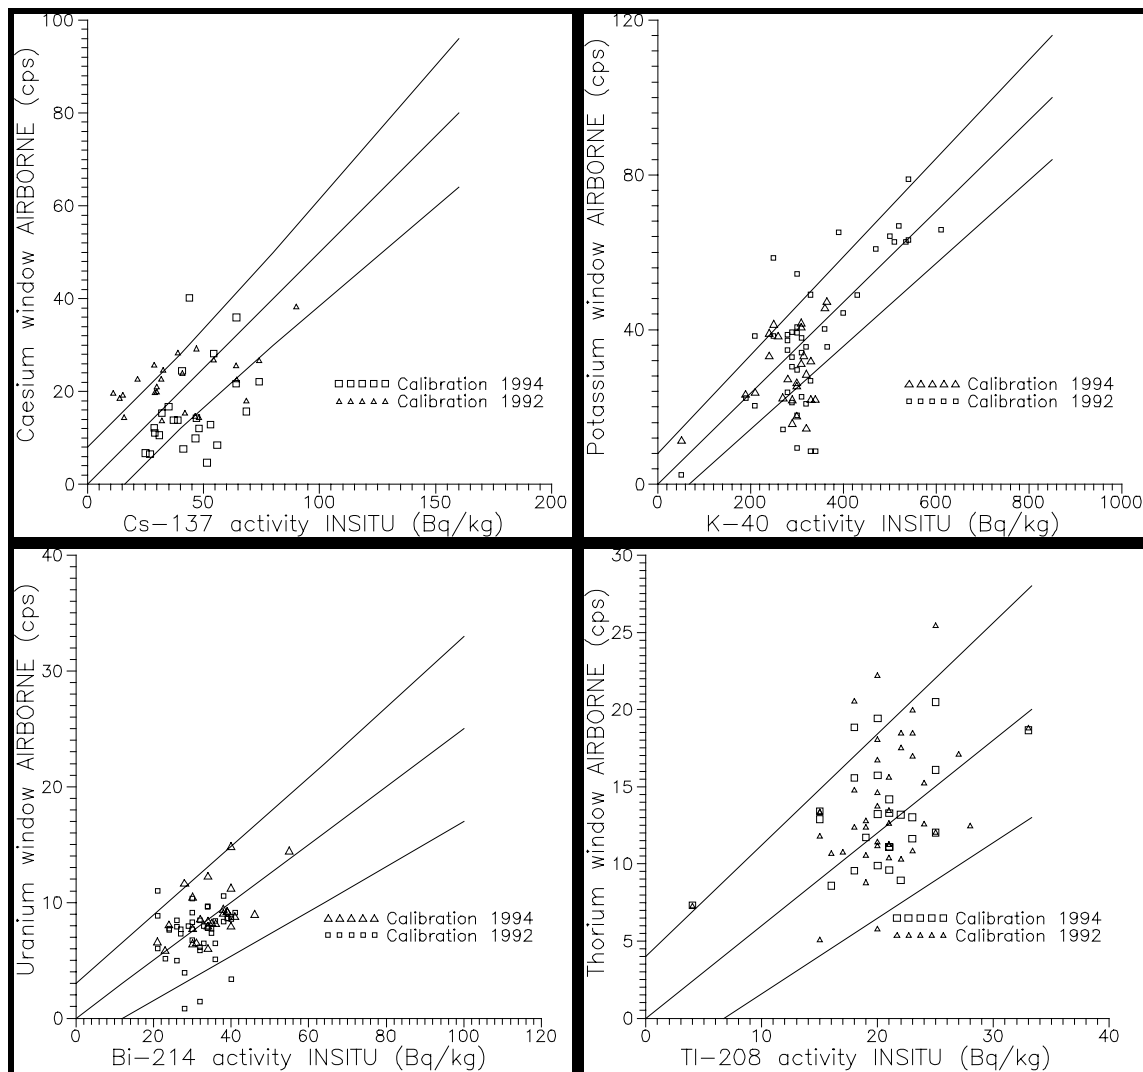 100
80
60
40
20
0
Caesium window AIRBORNE (cps)
Calibration 1994
Calibration 1992
0 50 100 150 200
Cs-137 activity INSITU (Bq/kg)
120
80
40
0
Potassium window AIRBORNE (cps)
Calibration 1994
Calibration 1992
0 200 400 600 800 1000
K-40 activity INSITU (Bq/kg)
40
30
20
10
0
Uranium window AIRBORNE (cps)
Calibration 1994
Calibration 1992
0 20 40 60 80 100 120
Bi-214 activity INSITU (Bq/kg)
30
25
20
15
10
5
0
Thorium window AIRBORNE (cps)
Calibration 1994
Calibration 1992
0 10 20 30 40
Tl-208 activity INSITU (Bq/kg)